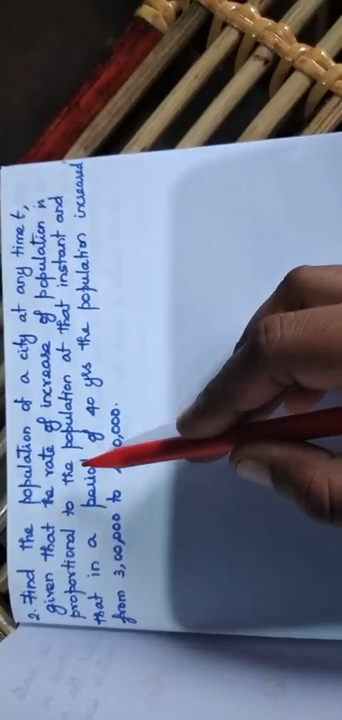 2. Find the population of a city at any time t,
given that the rate of increase of population is
proportional to the population at that instant and
that in a period of 40 yrs the population increased
from 3,00,000 to 0,000.